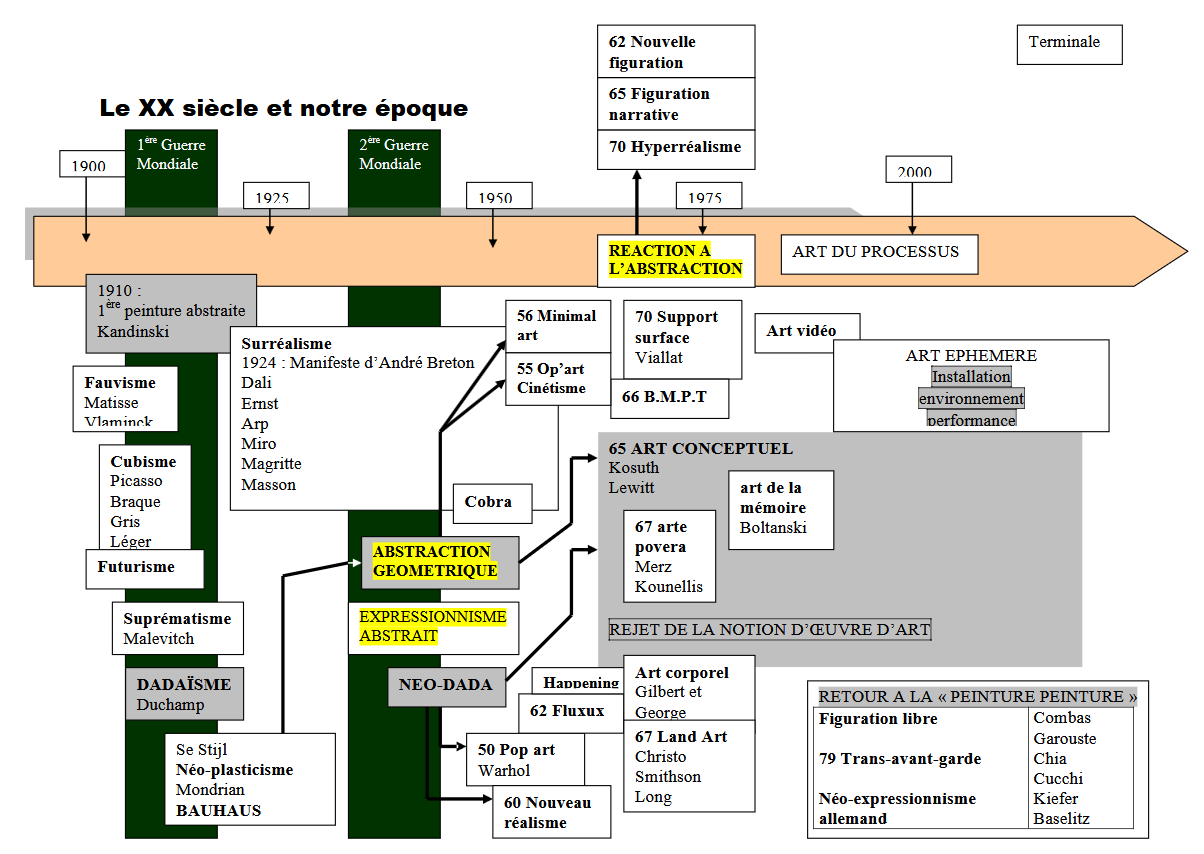 62 Nouvelle
figuration
65 Figuration
narrative
70 Hyperréalisme
Terminale
Le XX siècle et notre époque
1ère Guerre
Mondiale
2ère Guerre
Mondiale
1900
1925
1950
1975
2000
REACTION A
L’ABSTRACTION
ART DU PROCESSUS
1910 :
1ère peinture abstraite
Kandinski
Surréalisme
1924 : Manifeste d’André Breton
Dali
Ernst
Arp
Miro
Magritte
Masson
56 Minimal
art
55 Op’art
Cinétisme
70 Support
surface
Viallat
66 B.M.P.T
Art vidéo
ART EPHEMERE
Installation
environnement
performance
Fauvisme
Matisse
Vlaminck
Cubisme
Picasso
Braque
Gris
Léger
Futurisme
Cobra
65 ART CONCEPTUEL
Kosuth
Lewitt
art de la
mémoire
Boltanski
67 arte
povera
Merz
Kounellis
REJET DE LA NOTION D’ŒUVRE D’ART
ABSTRACTION
GEOMETRIQUE
EXPRESSIONNISME
ABSTRAIT
Suprématisme
Malevitch
DADAÏSME
Duchamp
NEO-DADA
Happening
62 Fluxux
Art corporel
Gilbert et
George
67 Land Art
Christo
Smithson
Long
Se Stijl
Néo-plasticisme
Mondrian
BAUHAUS
50 Pop art
Warhol
60 Nouveau
réalisme
RETOUR A LA « PEINTURE PEINTURE »
Figuration libre
Combas
Garouste
79 Trans-avant-garde
Chia
Cucchi
Néo-expressionnisme
allemand
Kiefer
Baselitz